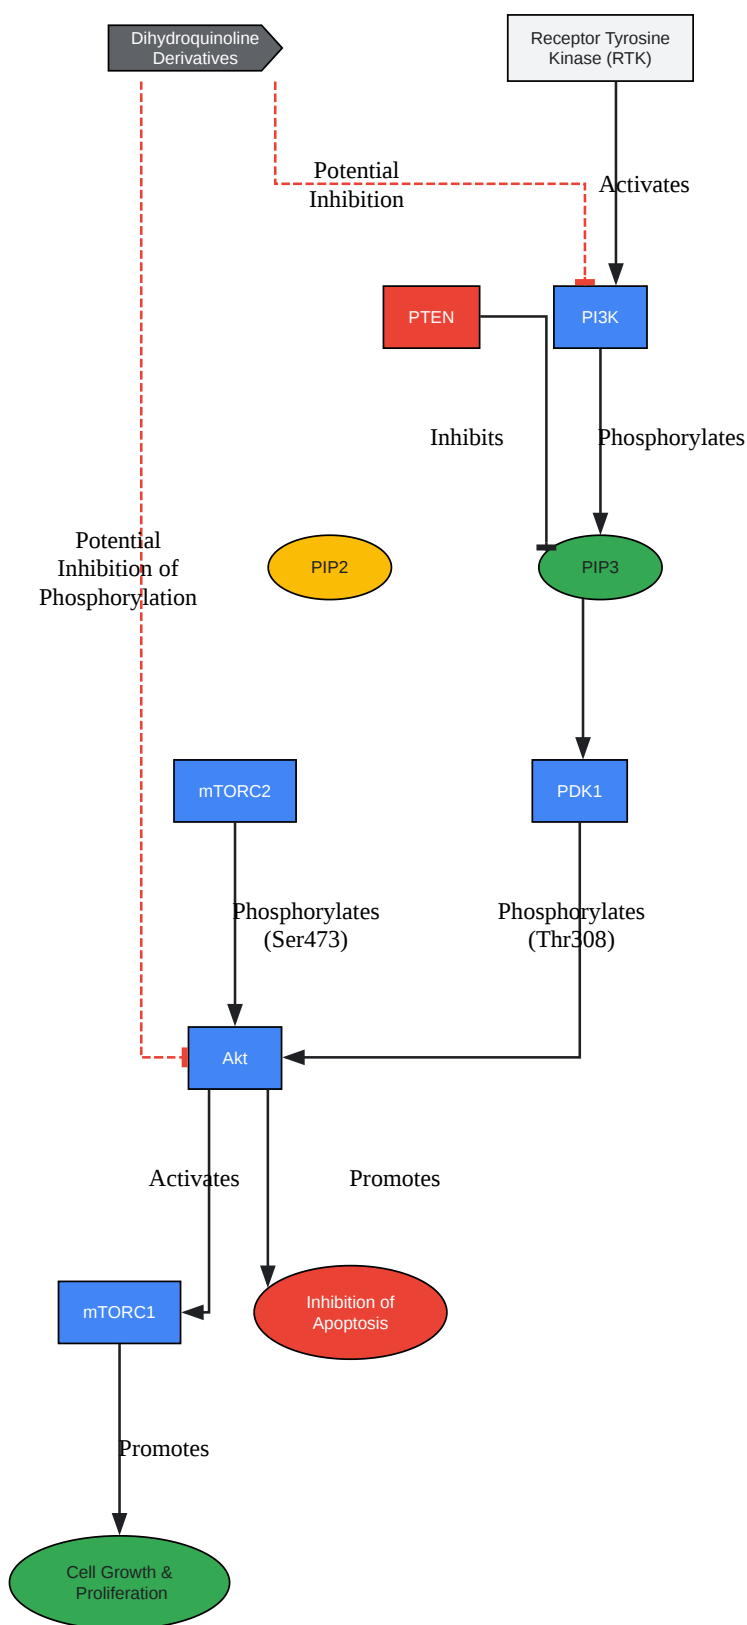 Dihydroquinoline
Derivatives
Receptor Tyrosine
Kinase (RTK)
Potential
Inhibition
Activates
PTEN
PI3K
Inhibits
Phosphorylates
Potential
Inhibition of
Phosphorylation
PIP2
PIP3
mTORC2
PDK1
Phosphorylates
(Ser473)
Phosphorylates
(Thr308)
Akt
Activates
Promotes
mTORC1
Inhibition of
Apoptosis
Promotes
Cell Growth &
Proliferation